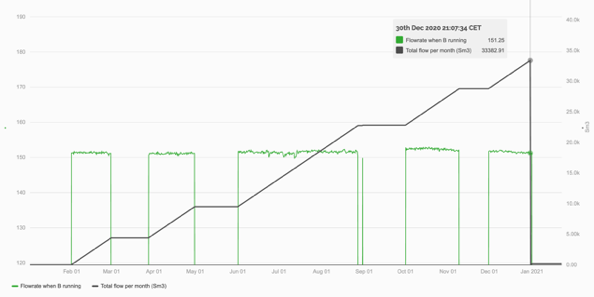 190
180
170
160
150
140
130
120
40.0k
35.0k
30.0k
25.0k
20.0k
15.0k
10.0k
5.00k
0.00
Sm3
30th Dec 2020 21:07:34 CET
Flowrate when B running 151.25
Total flow per month (Sm3) 33382.91
Feb 01 Mar 01 Apr 01 May 01 Jun 01 Jul 01 Aug 01 Sep 01 Oct 01 Nov 01 Dec 01 Jan 2021
Flowrate when B running Total flow per month (Sm3)